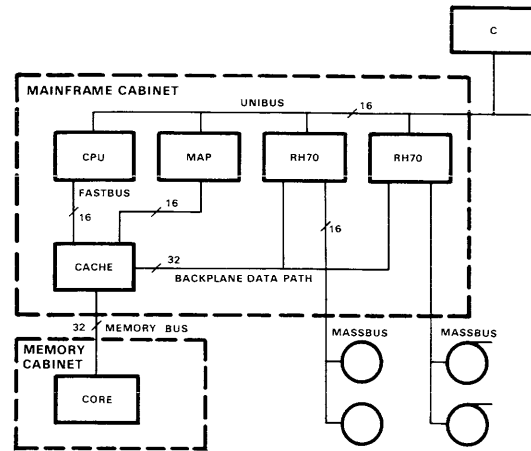 C
MAINFRAME CABINET
UNIBUS
16
CPU
MAP
RH70
RH70
FASTBUS
16
16
16
CACHE
32
BACKPLANE DATA PATH
32
MEMORY BUS
MASSBUS
MASSBUS
MEMORY
CABINET
CORE